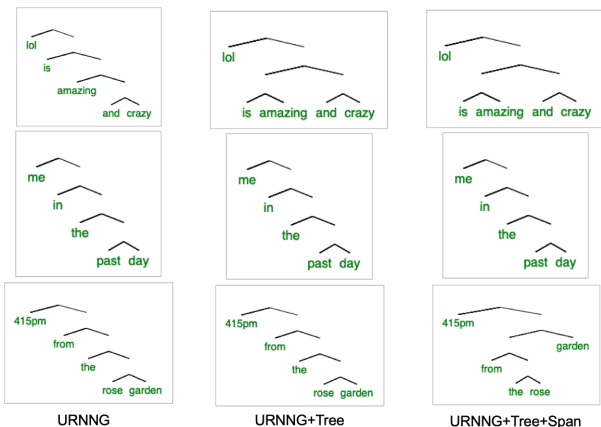 lol
is
amazing
and crazy
lol
is amazing and crazy
lol
is amazing and crazy
me
in
the
past day
me
in
the
past day
me
in
the
past day
415pm
from
the
rose garden
415pm
from
the
rose garden
415pm
garden
from
the rose
URNNG
URNNG+Tree
URNNG+Tree+Span